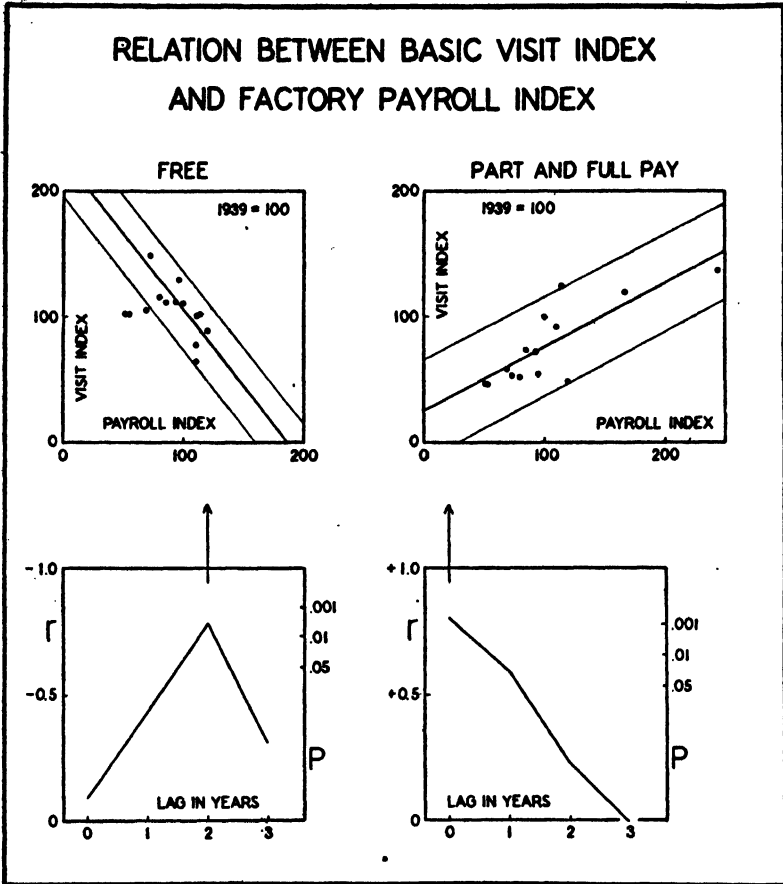 RELATION BETWEEN BASIC VISIT INDEX
AND FACTORY PAYROLL INDEX
FREE
200
1939 = 100
100
VISIT INDEX
PAYROLL INDEX
0
0
100
200
PART AND FULL PAY
200
1939 = 100
VISIT INDEX
100
PAYROLL INDEX
0
0
100
200
-1.0
.001
r
.01
.05
-0.5
P
LAG IN YEARS
0
0
1
2
3
+1.0
.001
r
.01
.05
+0.5
P
LAG IN YEARS
0
0
1
2
3